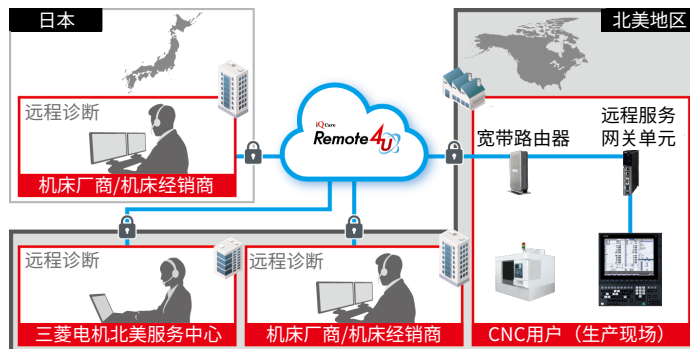 日本
北美地区
远程诊断
机床厂商/机床经销商
iQ Care
Remote4U
宽带路由器
远程服务
网关单元
远程诊断
三菱电机北美服务中心
远程诊断
机床厂商/机床经销商
CNC用户（生产现场）